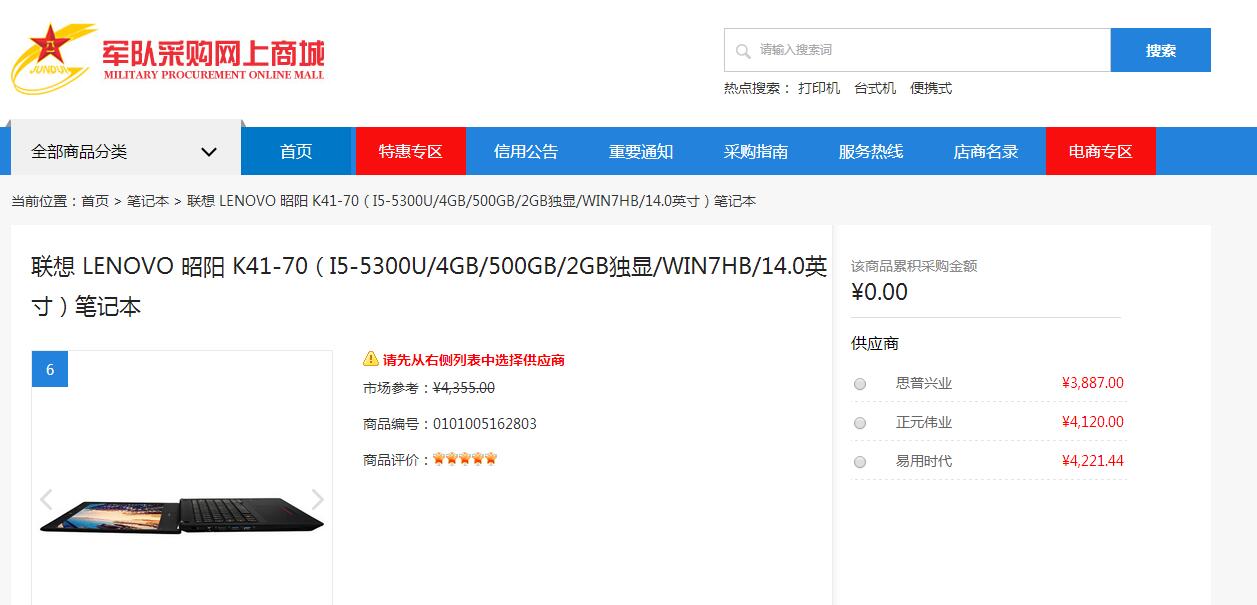 军队采购网上商城
MILITARY PROCUREMENT ONLINE MALL
JUNDUI
请输入搜索词
搜索
热点搜索： 打印机 台式机 便携式
全部商品分类
首页
特惠专区
信用公告
重要通知
采购指南
服务热线
店商名录
电商专区
当前位置：首页 > 笔记本 > 联想 LENOVO 昭阳 K41-70（I5-5300U/4GB/500GB/2GB独显/WIN7HB/14.0英寸）笔记本
联想 LENOVO 昭阳 K41-70（I5-5300U/4GB/500GB/2GB独显/WIN7HB/14.0英
寸）笔记本
6
请先从右侧列表中选择供应商
市场参考：¥4,355.00
商品编号：0101005162803
商品评价：
该商品累积采购金额
¥0.00
供应商
思普兴业 ¥3,887.00
正元伟业 ¥4,120.00
易用时代 ¥4,221.44